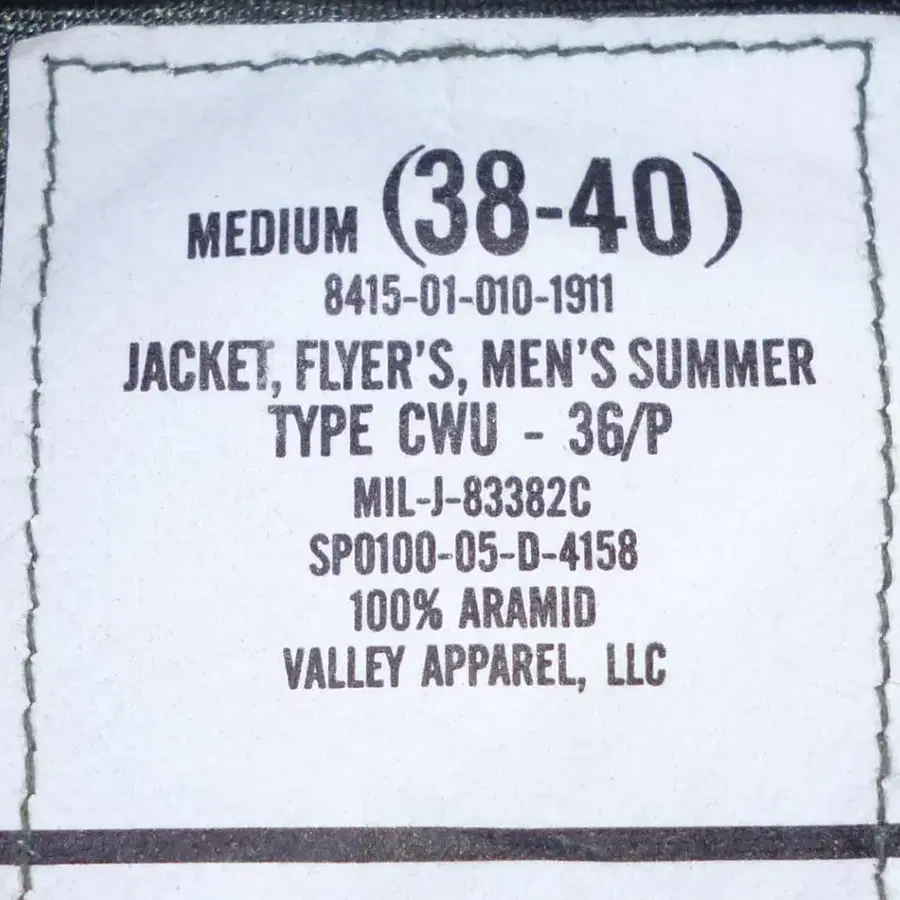 MEDIUM (38-40)
8415-01-010-1911
JACKET, FLYER'S, MEN'S SUMMER
TYPE CWU - 36/P
MIL-J-83382C
SP0100-05-D-4158
100% ARAMID
VALLEY APPAREL, LLC